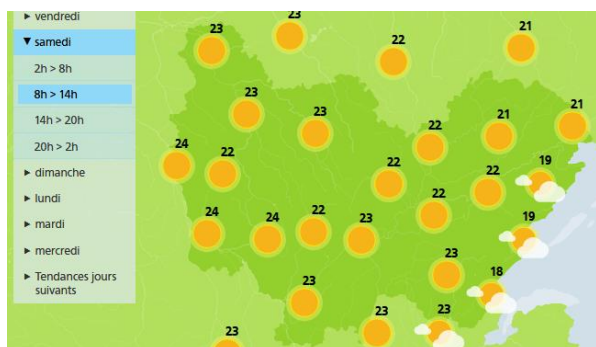 ▸ vendredi
▼ samedi
2h > 8h
8h > 14h
14h > 20h
20h > 2h
▸ dimanche
▸ lundi
▸ mardi
▸ mercredi
▸ Tendances jours
suivants
23
23
22
21
23
23
22
21
21
24
22
22
22
19
24
24
22
23
22
19
23
23
18
23
23